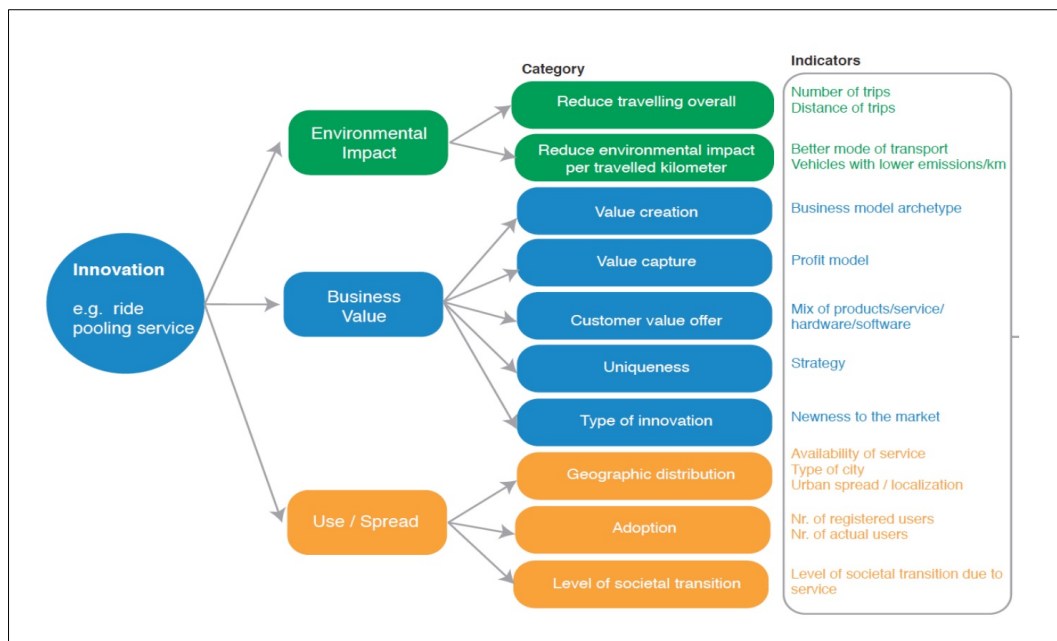 Category
Indicators
Innovation
e.g. ride
pooling service
Environmental
Impact
Reduce travelling overall
Number of trips
Distance of trips
Reduce environmental impact
per travelled kilometer
Better mode of transport
Vehicles with lower emissions/km
Business
Value
Value creation
Business model archetype
Value capture
Profit model
Customer value offer
Mix of products/service/
hardware/software
Uniqueness
Strategy
Type of innovation
Newness to the market
Use / Spread
Geographic distribution
Availability of service
Type of city
Urban spread / localization
Adoption
Nr. of registered users
Nr. of actual users
Level of societal transition
Level of societal transition due to
service